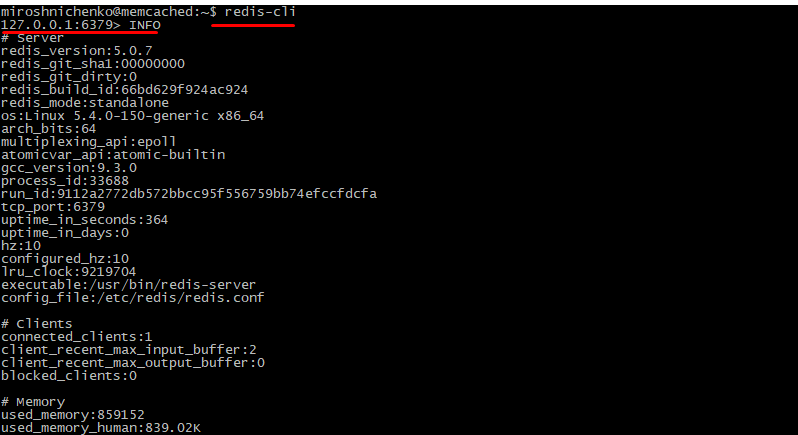 miroshnichenko@memcached:~$ redis-cli
127.0.0.1:6379> INFO
# Server
redis_version:5.0.7
redis_git_sha1:00000000
redis_git_dirty:0
redis_build_id:66bd629f924ac924
redis_mode:standalone
os:Linux 5.4.0-150-generic x86_64
arch_bits:64
multiplexing_api:epoll
atomicvar_api:atomic-builtin
gcc_version:9.3.0
process_id:33688
run_id:9112a2772db572bbcc95f556759bb74efccfdcfa
tcp_port:6379
uptime_in_seconds:364
uptime_in_days:0
hz:10
configured_hz:10
lru_clock:9219704
executable:/usr/bin/redis-server
config_file:/etc/redis/redis.conf

# Clients
connected_clients:1
client_recent_max_input_buffer:2
client_recent_max_output_buffer:0
blocked_clients:0

# Memory
used_memory:859152
used_memory_human:839.02K